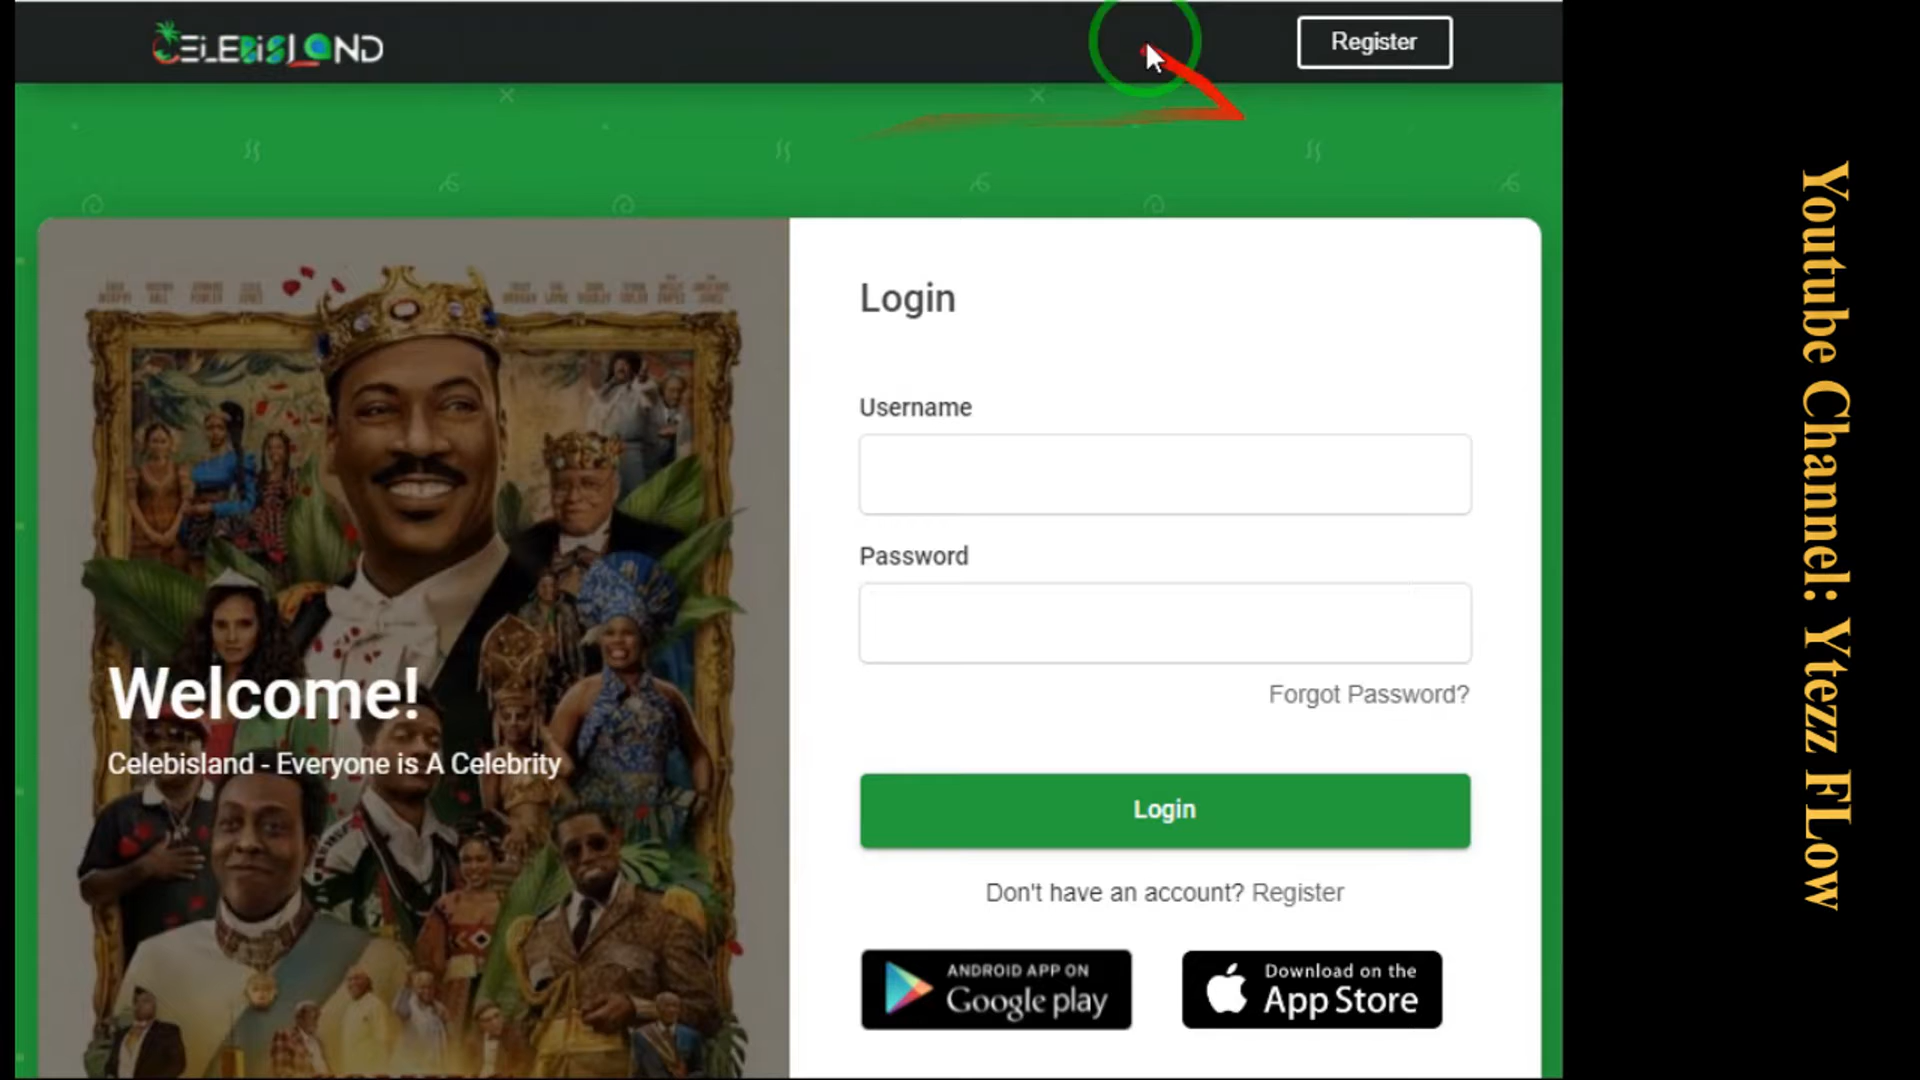 CELEBISLAND
Register
Welcome!
Celebisland - Everyone is A Celebrity
Login
Username
Password
Forgot Password?
Login
Don't have an account? Register
ANDROID APP ON
Google play
Download on the
App Store
Youtube Channel: Ytezz FLow